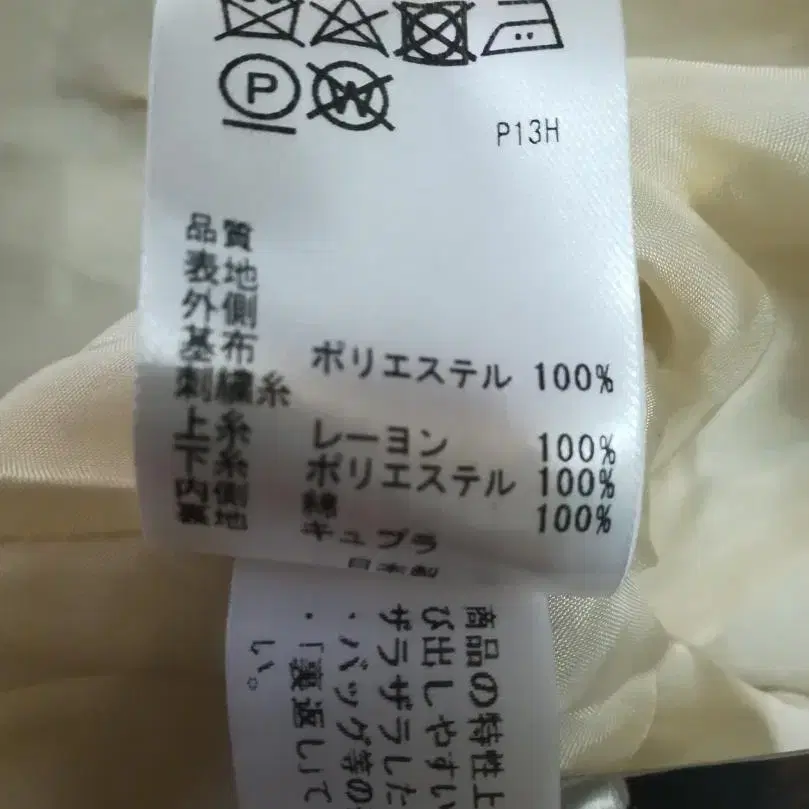 P
W
P13H
品質
表地
外側
基布 ポリエステル 100%
刺繍糸
上糸 レーヨン 100%
下糸 ポリエステル 100%
内側 綿 100%
裏地 キュプラ
日本製
商品の特性上
び出しやすい
ザラザラした
・バッグ等の
・「裏返し」て
い。